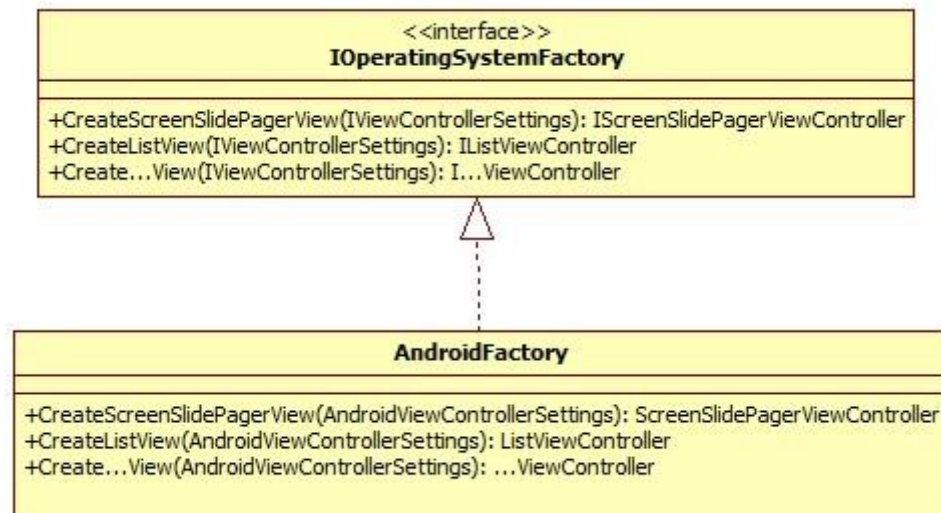 <<interface>>
IOperatingSystemFactory
+CreateScreenSlidePagerView(IViewControllerSettings): IScreenSlidePagerViewController
+CreateListView(IViewControllerSettings): IListViewController
+Create...View(IViewControllerSettings): I...ViewController
AndroidFactory
+CreateScreenSlidePagerView(AndroidViewControllerSettings): ScreenSlidePagerViewController
+CreateListView(AndroidViewControllerSettings): ListViewController
+Create...View(AndroidViewControllerSettings): ...ViewController